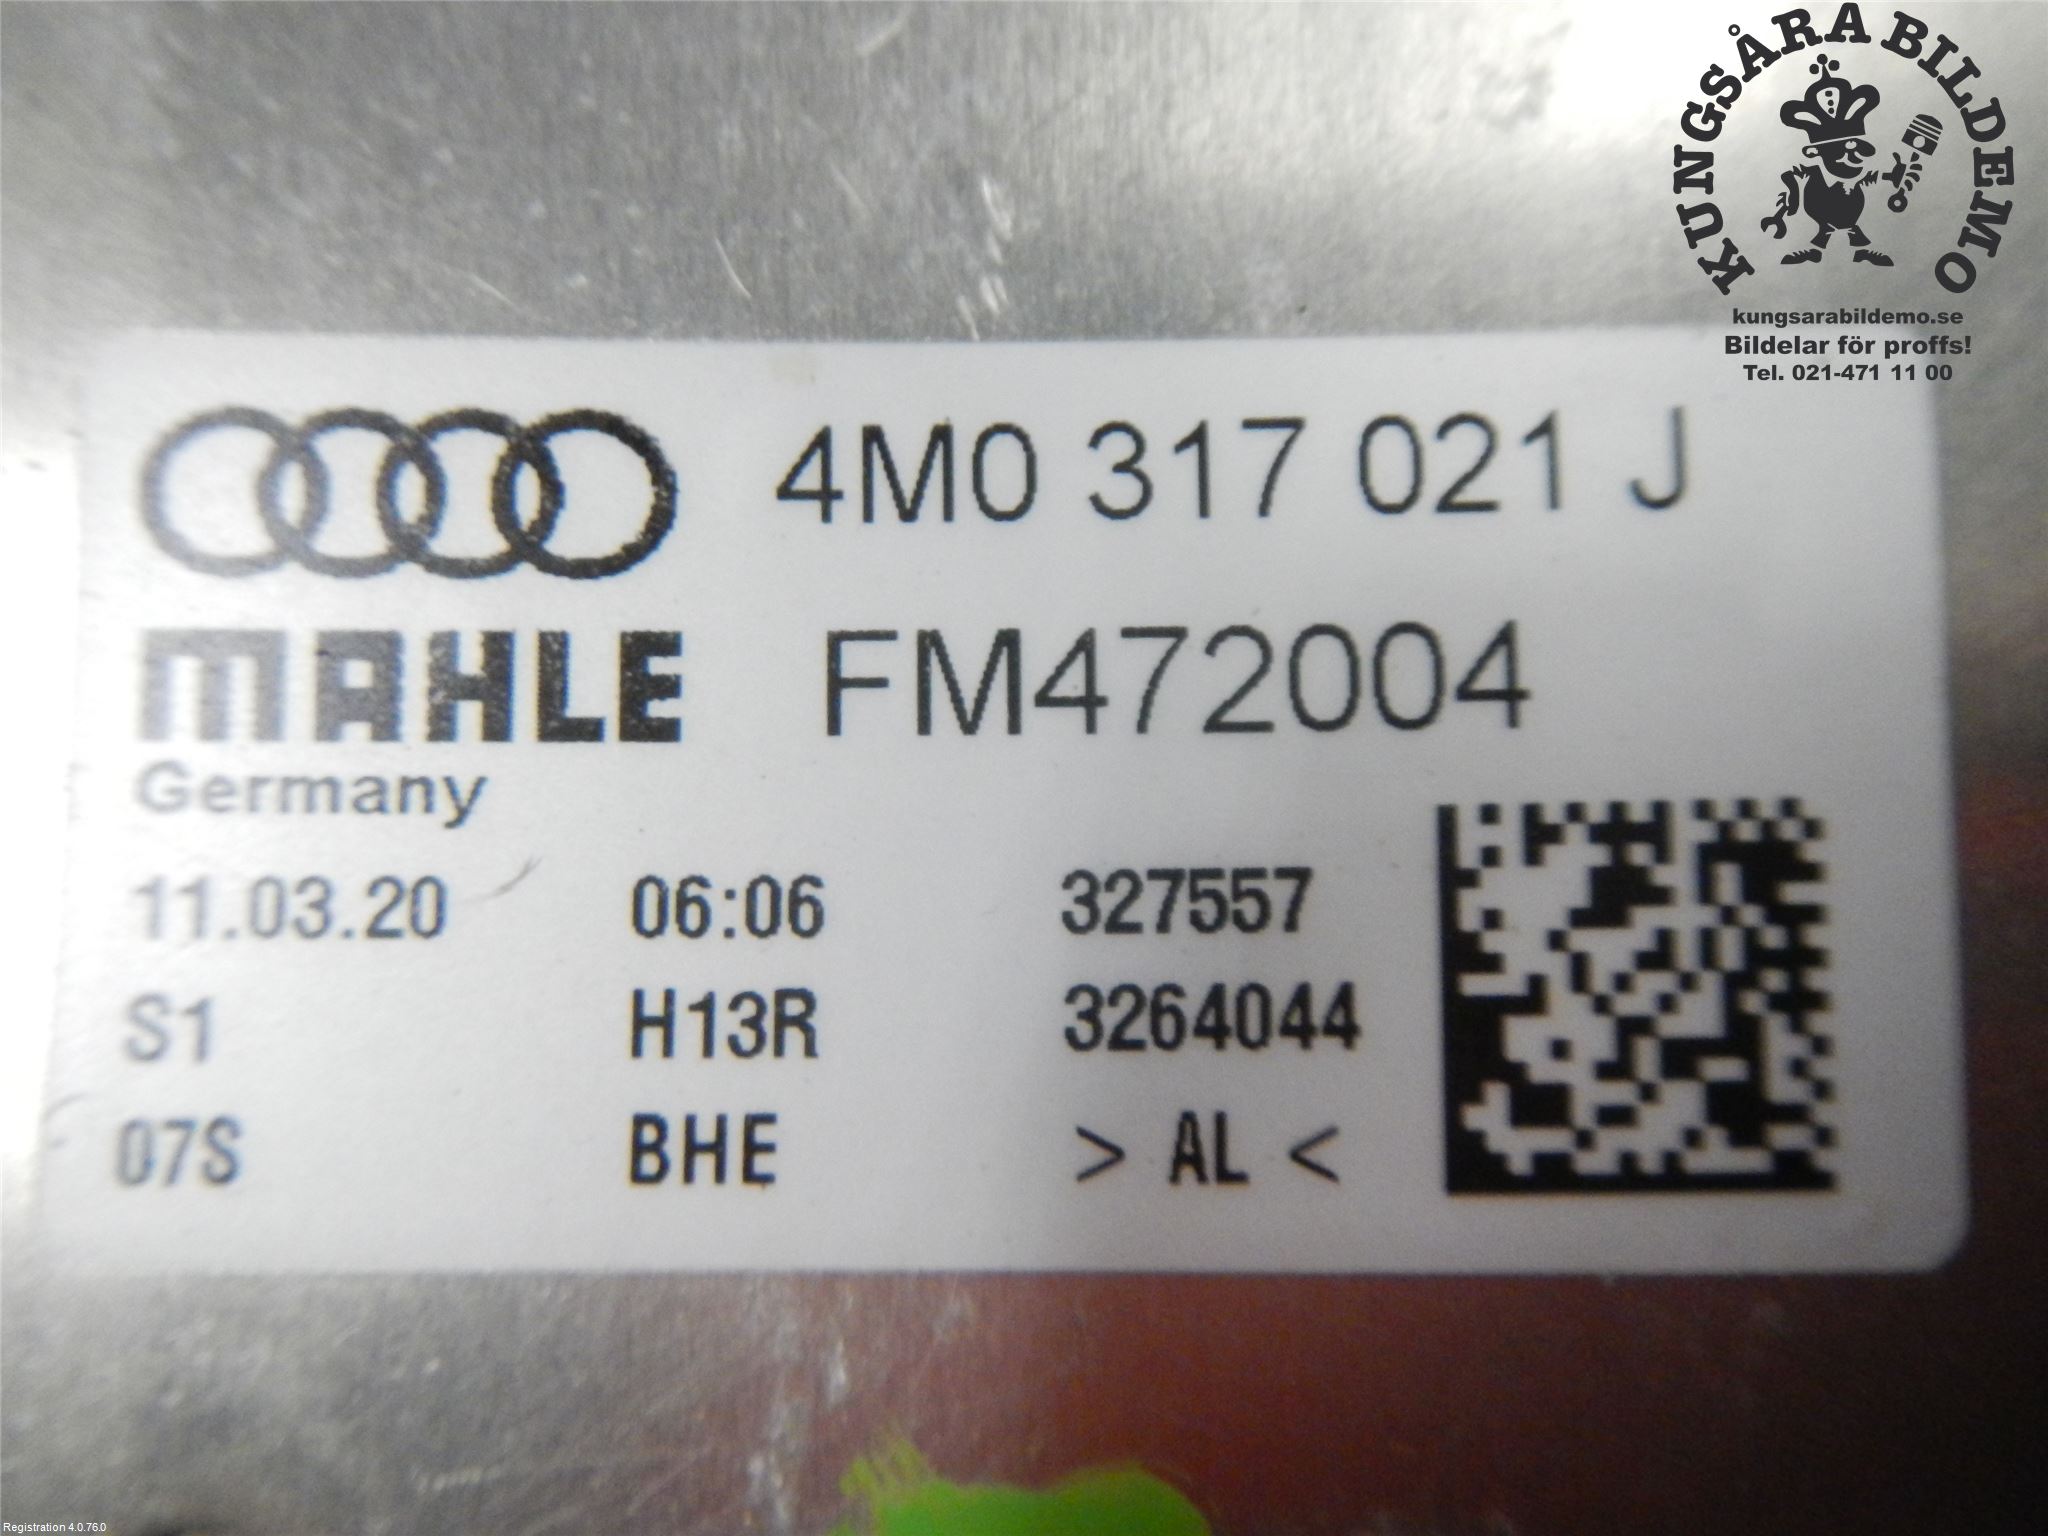 KUNGSÅRA BILDEMO
kungsarabildemo.se
Bildelar för proffs!
Tel. 021-471 11 00
4M0 317 021 J
MAHLE FM472004
Germany
11.03.20 06:06 327557
S1 H13R 3264044
07S BHE > AL <
Registration 4.0.76.0